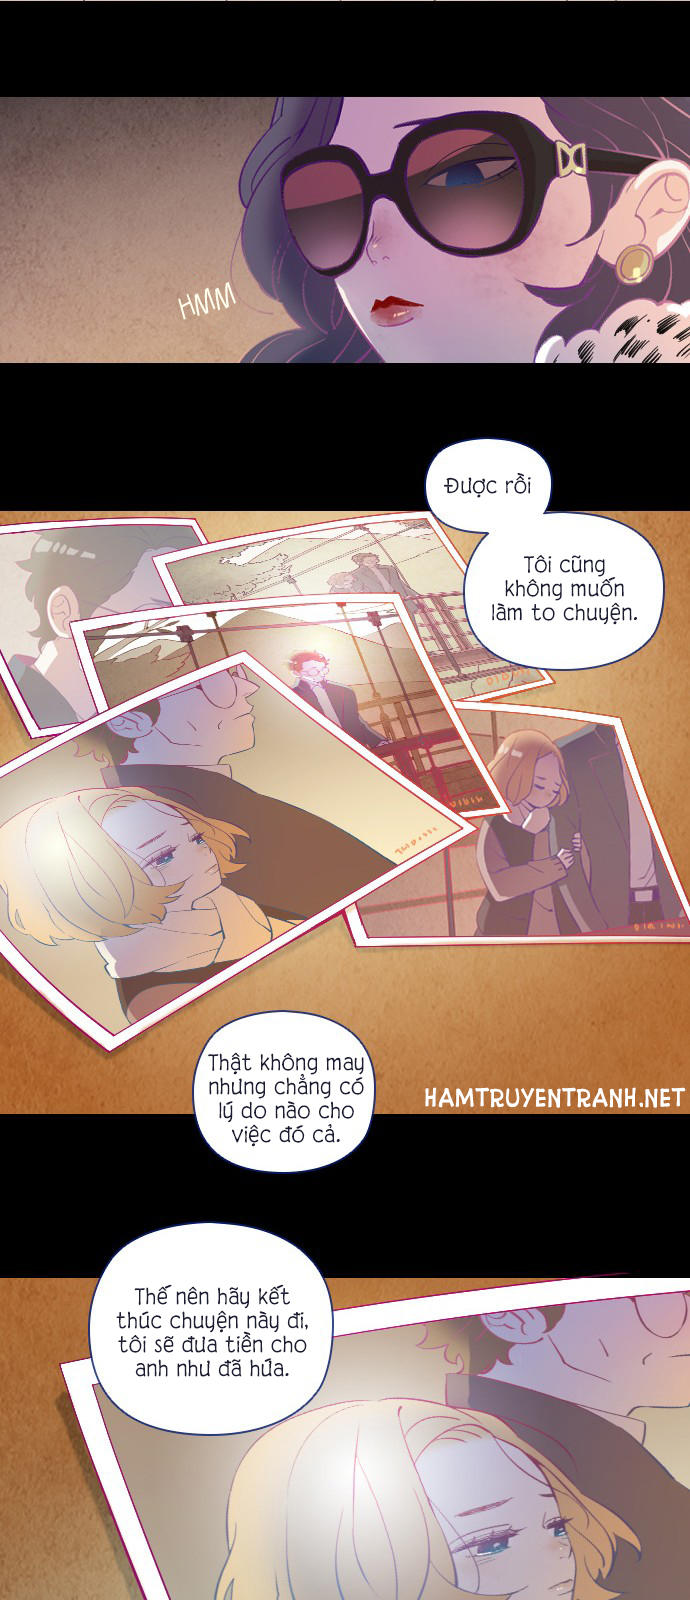 HMM
Được rồi
Tôi cũng
không muốn
làm to chuyện.
Thật không may
nhưng chẳng có
lý do nào cho
việc đó cả.
HAMTRUYENTRANH.NET
Thế nên hãy kết
thúc chuyện này đi,
tôi sẽ đưa tiền cho
anh như đã hứa.